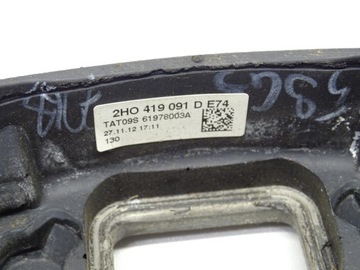 2HO 419 091 D E74
TAT09S 61978003A
27.11.12 17:11
130